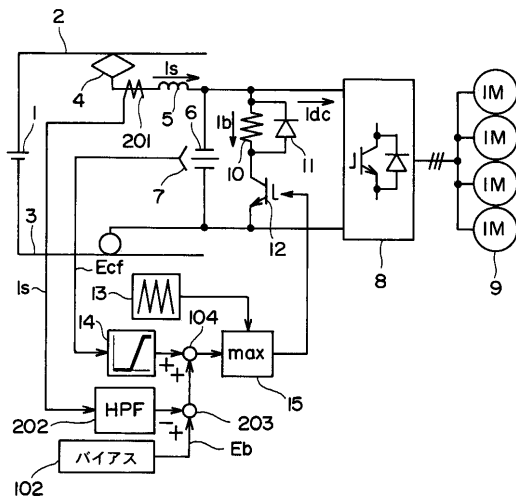 2
4
Is
5
201
1
6
7
Ib
10
Idc
11
12
8
IM
IM
IM
IM
9
3
Ecf
Is
13
14
104
+
+
max
15
HPF
202
-
+
203
Eb
バイアス
102